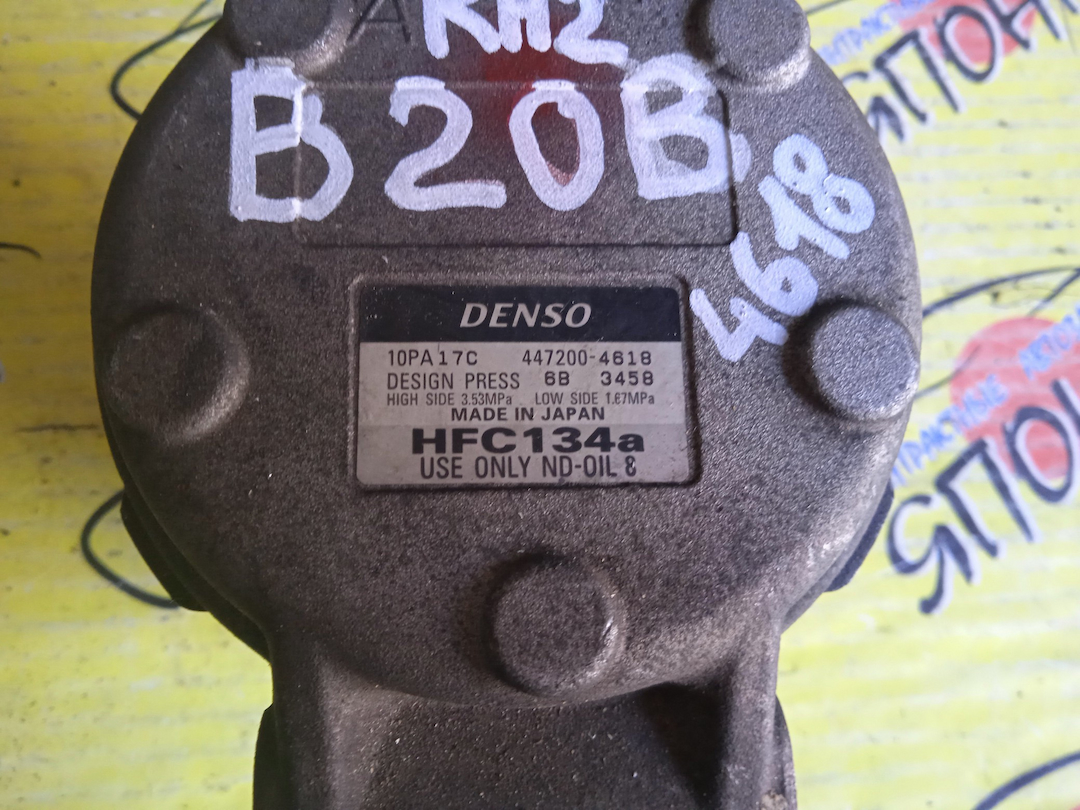 RH2
B20B
4618
DENSO
10PA17C 447200-4618
DESIGN PRESS 6B 3458
HIGH SIDE 3.53MPa LOW SIDE 1.67MPa
MADE IN JAPAN
HFC134a
USE ONLY ND-OIL 8